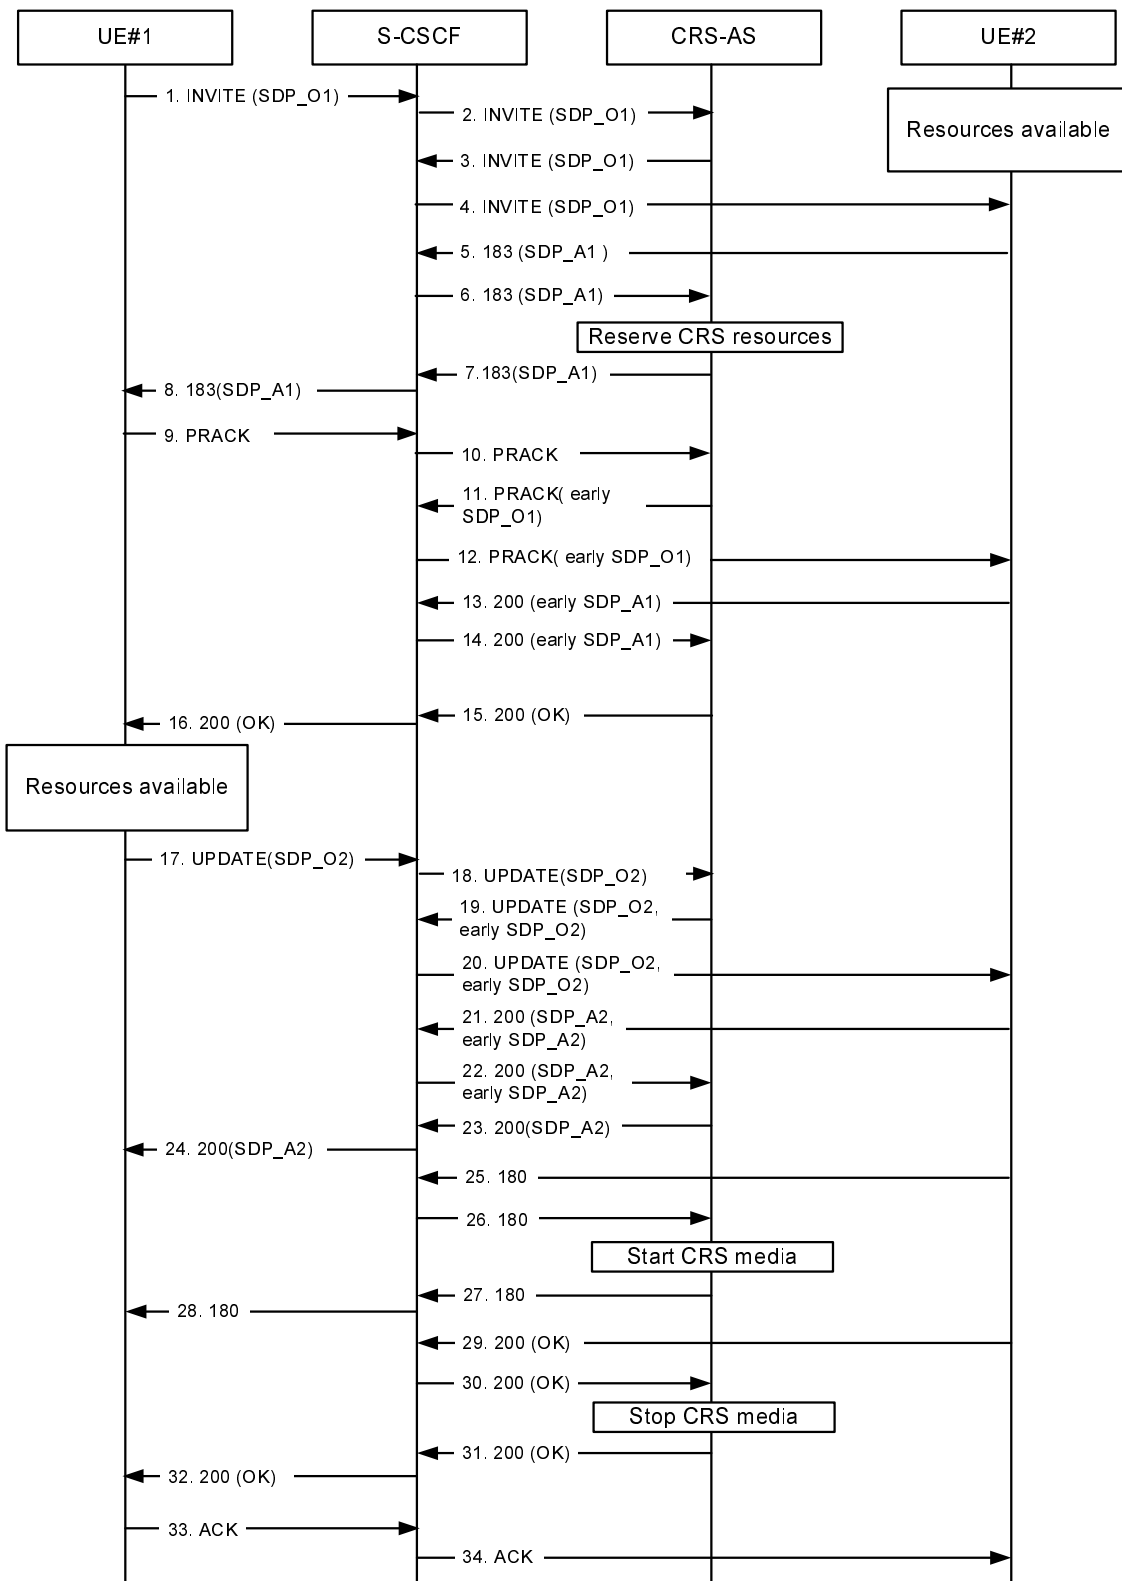 UE#1
S-CSCF
CRS-AS
UE#2
1. INVITE (SDP_O1)
Resources available
2. INVITE (SDP_O1)
3. INVITE (SDP_O1)
4. INVITE (SDP_O1)
5. 183 (SDP_A1 )
6. 183 (SDP_A1)
Reserve CRS resources
7.183(SDP_A1)
8. 183(SDP_A1)
9. PRACK
10. PRACK
11. PRACK( early
SDP_O1)
12. PRACK( early SDP_O1)
13. 200 (early SDP_A1)
14. 200 (early SDP_A1)
15. 200 (OK)
16. 200 (OK)
Resources available
17. UPDATE(SDP_O2)
18. UPDATE(SDP_O2)
19. UPDATE (SDP_O2,
early SDP_O2)
20. UPDATE (SDP_O2,
early SDP_O2)
21. 200 (SDP_A2,
early SDP_A2)
22. 200 (SDP_A2,
early SDP_A2)
23. 200(SDP_A2)
24. 200(SDP_A2)
25. 180
26. 180
Start CRS media
27. 180
28. 180
29. 200 (OK)
30. 200 (OK)
Stop CRS media
31. 200 (OK)
32. 200 (OK)
33. ACK
34. ACK